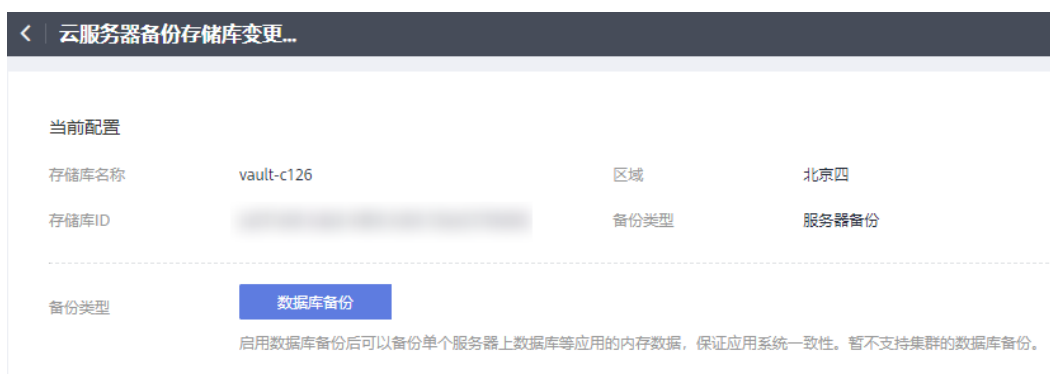 云服务器备份存储库变更...
当前配置
存储库名称 vault-c126 区域 北京四
存储库ID 备份类型 服务器备份
备份类型 数据库备份
启用数据库备份后可以备份单个服务器上数据库等应用的内存数据，保证应用系统一致性。暂不支持集群的数据库备份。